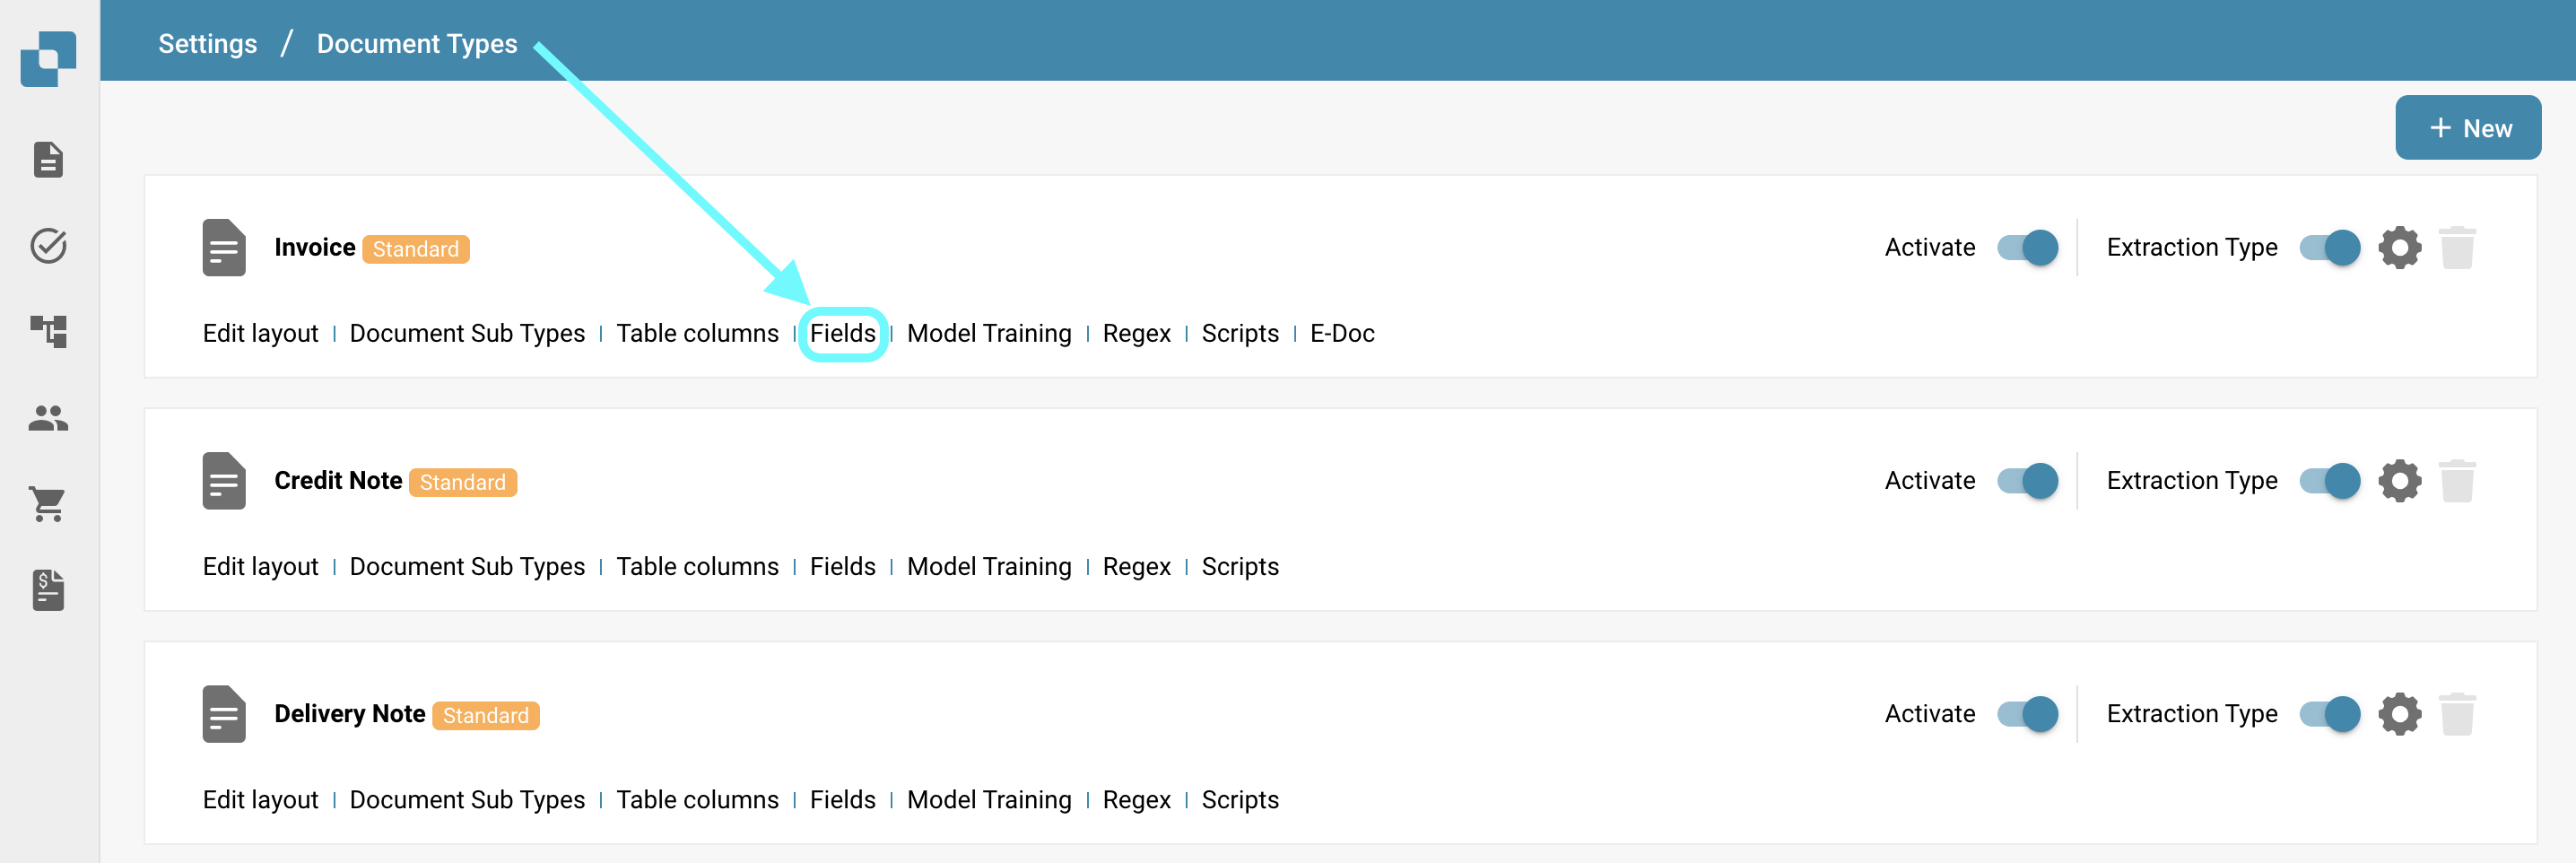 Settings / Document Types
+ New
Invoice Standard
Activate
Extraction Type
Edit layout | Document Sub Types | Table columns | Fields | Model Training | Regex | Scripts | E-Doc
Credit Note Standard
Activate
Extraction Type
Edit layout | Document Sub Types | Table columns | Fields | Model Training | Regex | Scripts
Delivery Note Standard
Activate
Extraction Type
Edit layout | Document Sub Types | Table columns | Fields | Model Training | Regex | Scripts